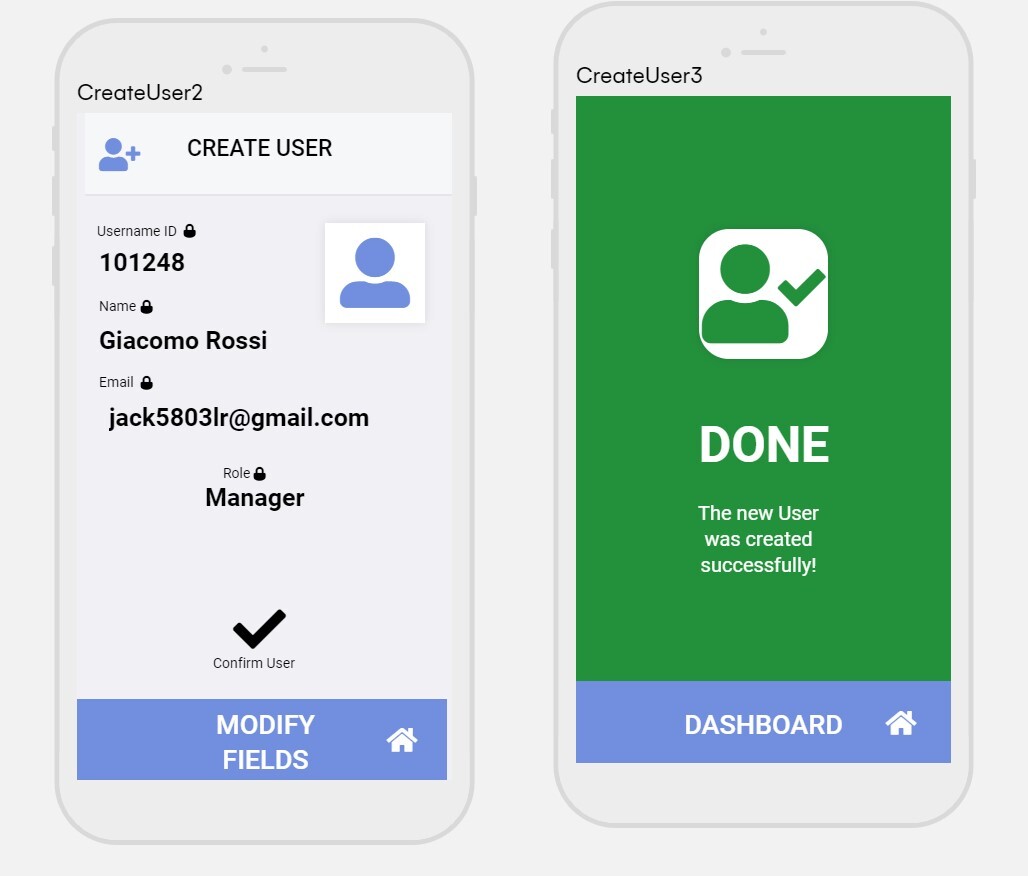 CreateUser2
CREATE USER
Username ID
101248
Name
Giacomo Rossi
Email
jack5803lr@gmail.com
Role
Manager
Confirm User
MODIFY
FIELDS
CreateUser3
DONE
The new User
was created
successfully!
DASHBOARD